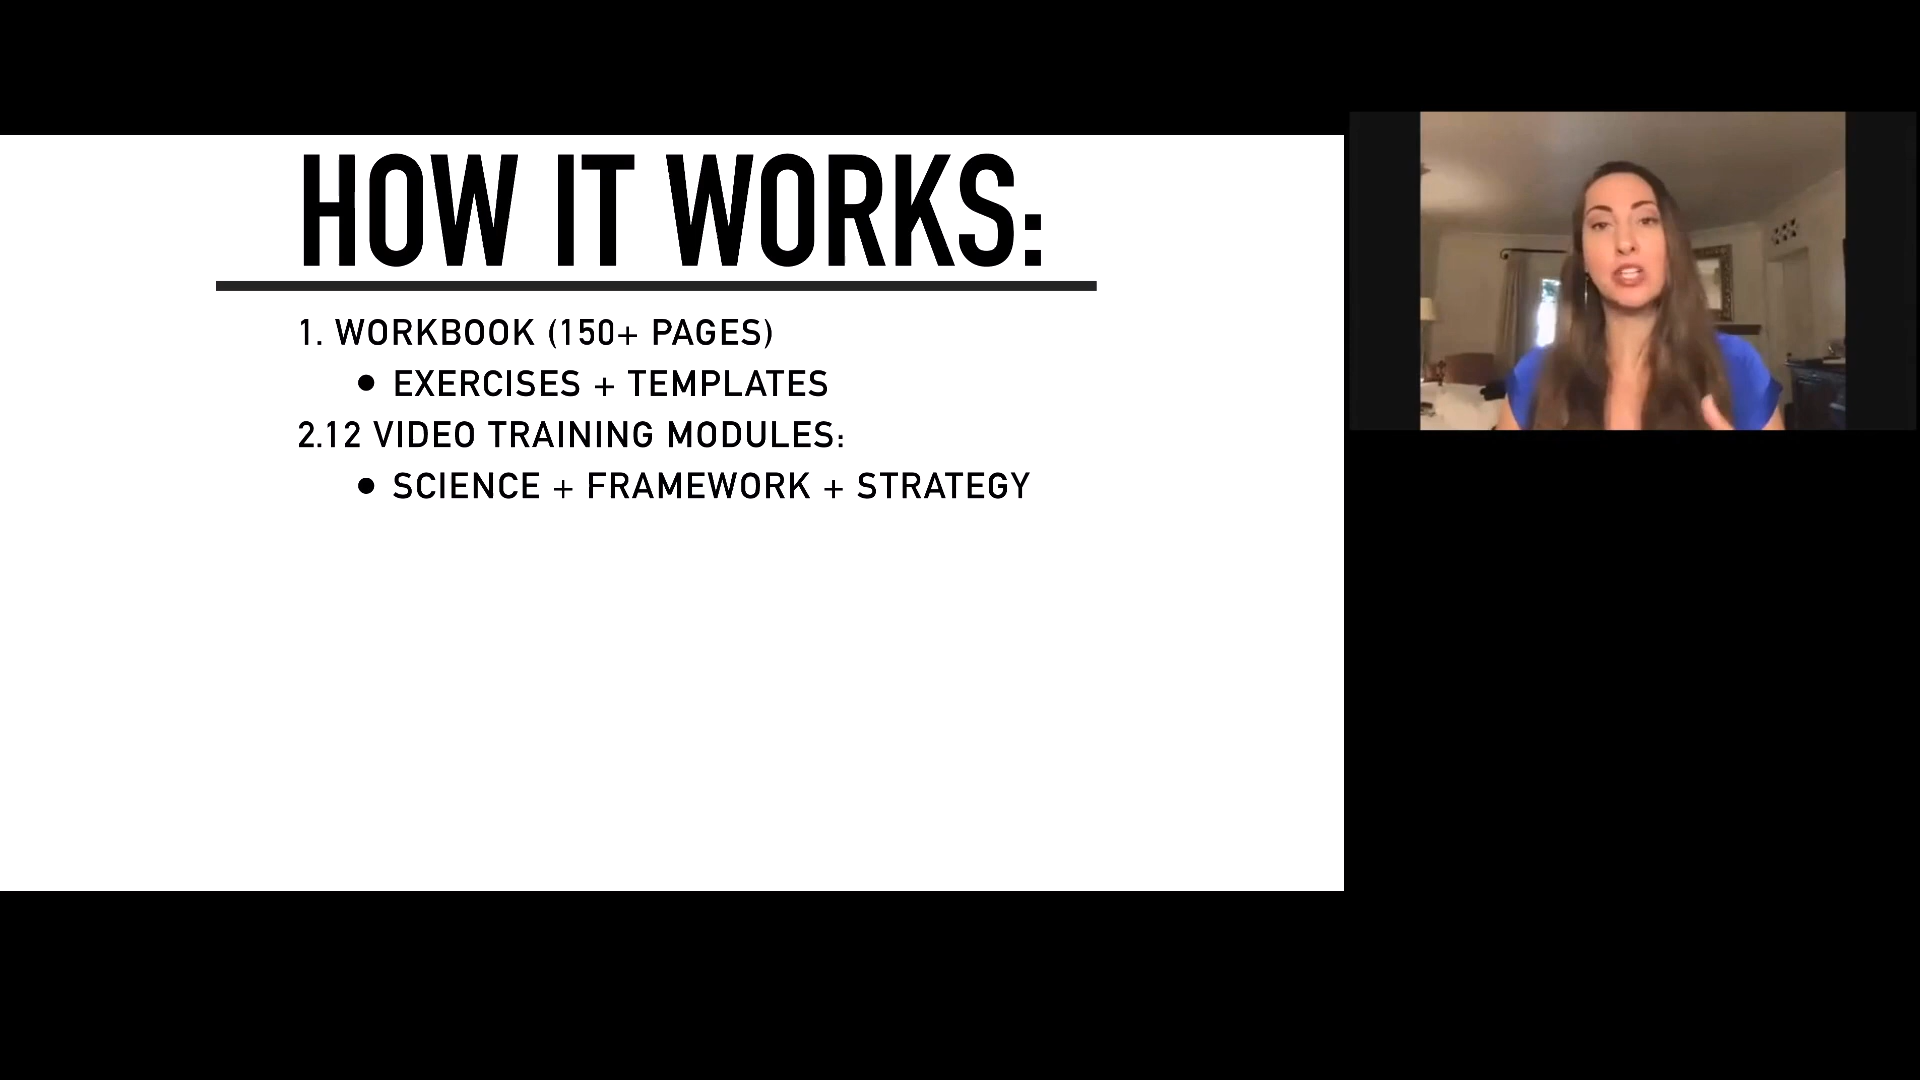 HOW IT WORKS:
1. WORKBOOK (150+ PAGES)
● EXERCISES + TEMPLATES
2.12 VIDEO TRAINING MODULES:
● SCIENCE + FRAMEWORK + STRATEGY